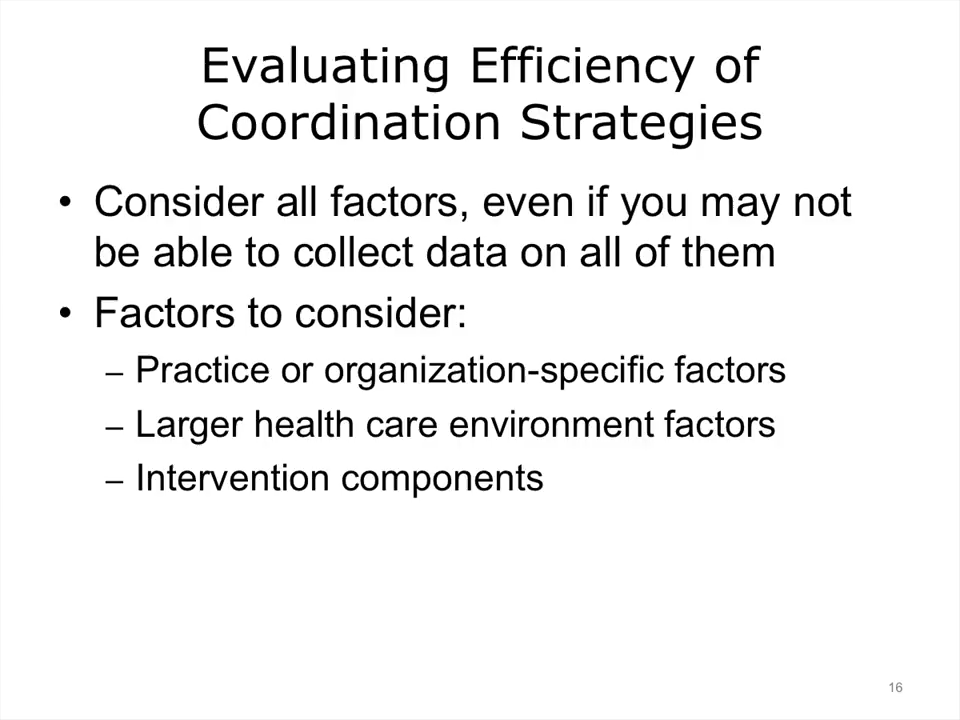 Evaluating Efficiency of
Coordination Strategies
• Consider all factors, even if you may not
be able to collect data on all of them
• Factors to consider:
– Practice or organization-specific factors
– Larger health care environment factors
– Intervention components
16